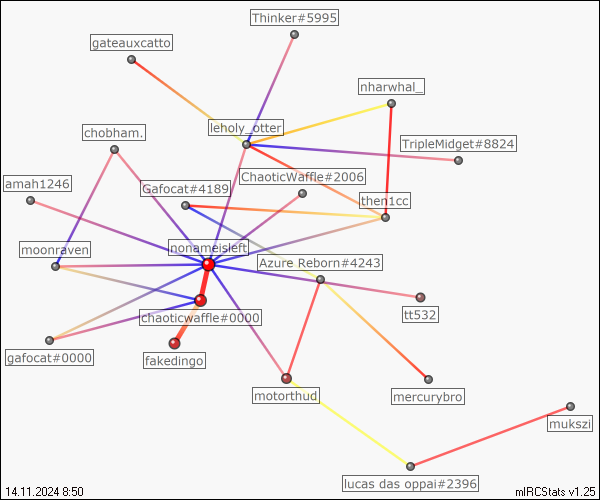 Thinker#5995
gateauxcatto
nharwhal_
leholy_otter
chobham.
TripleMidget#8824
ChaoticWaffle#2006
amah1246
Gafocat#4189
then1cc
nonameisleft
moonraven
Azure Reborn#4243
tt532
chaoticwaffle#0000
gafocat#0000
fakedingo
motorthud
mercurybro
mukszi
lucas das oppai#2396
14.11.2024 8:50
mIRCStats v1.25